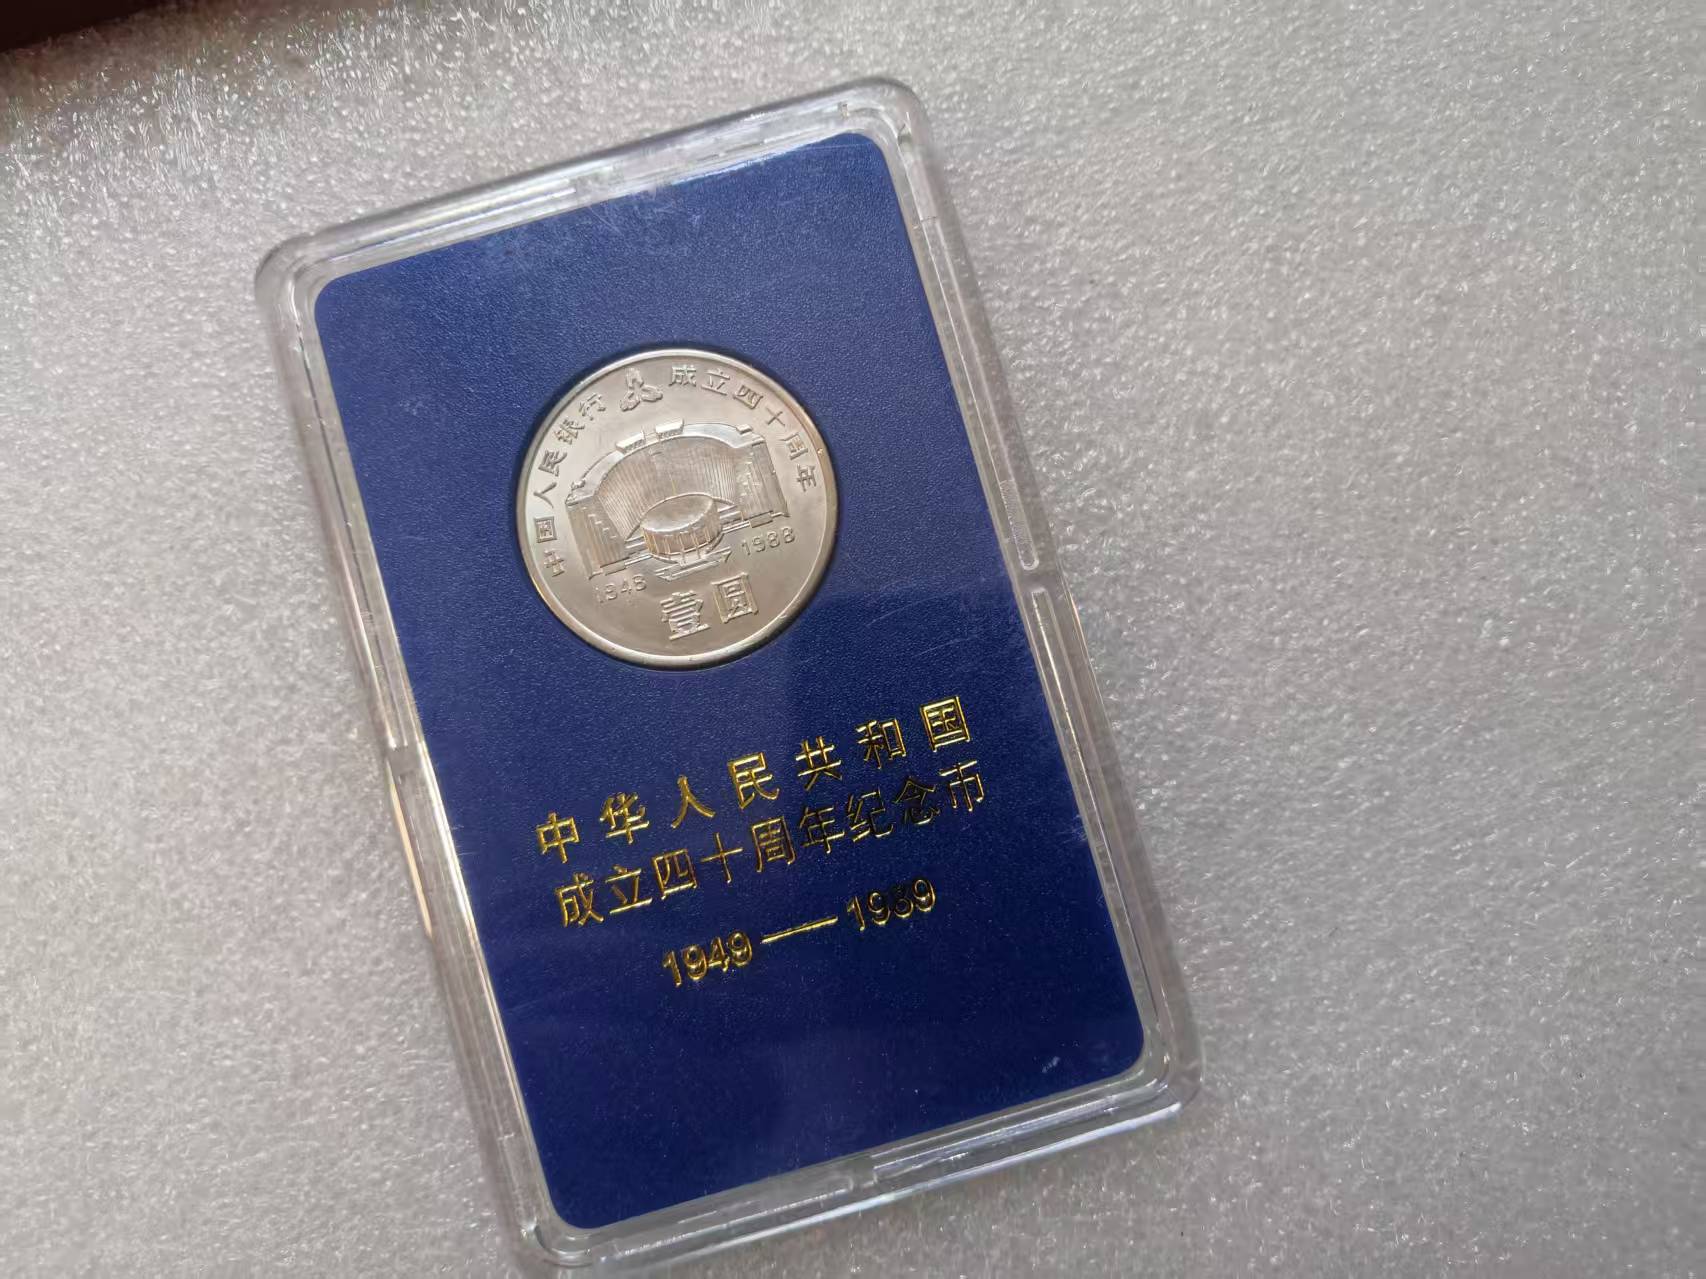 中国人民银行 成立四十周年
1948 1988
壹圆
中华人民共和国
成立四十周年纪念币
1949——1989